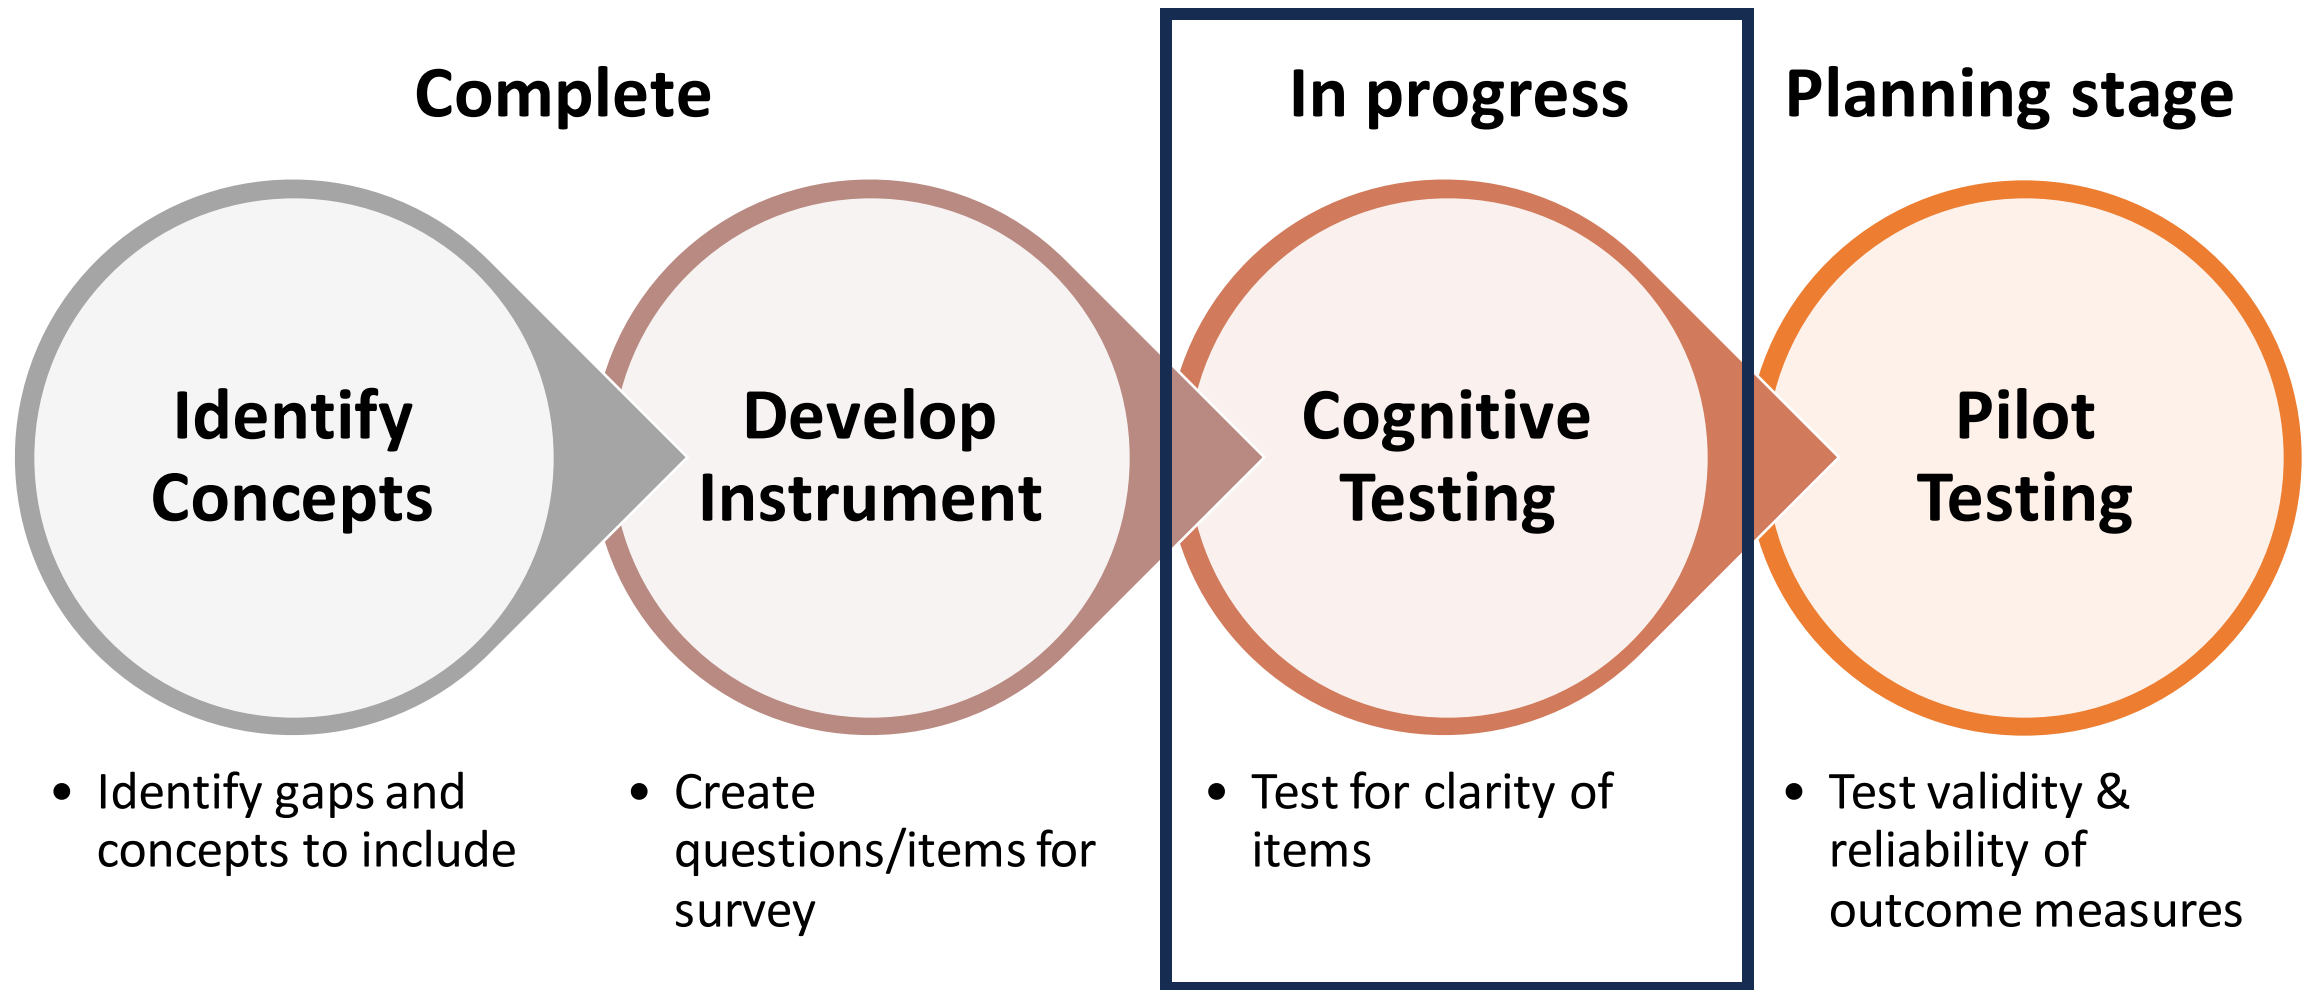 Complete
In progress
Planning stage
Identify
Concepts
Develop
Instrument
Cognitive
Testing
Pilot
Testing
• Identify gaps and
concepts to include
• Create
questions/items for
survey
• Test for clarity of
items
• Test validity &
reliability of
outcome measures